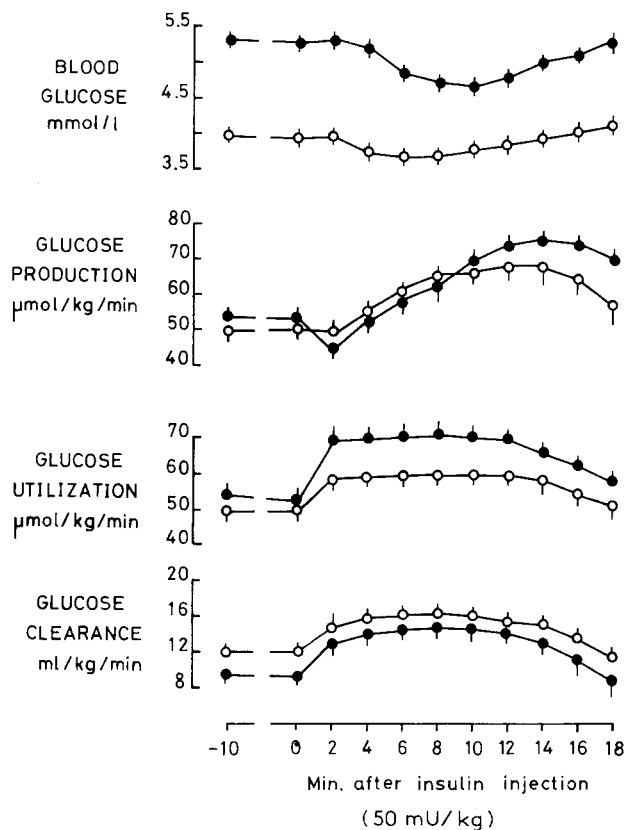 5.5
4.5
3.5
BLOOD
GLUCOSE
mmol/l
80
70
60
50
40
GLUCOSE
PRODUCTION
μmol/kg/min
70
60
50
40
GLUCOSE
UTILIZATION
μmol/kg/min
20
16
12
8
GLUCOSE
CLEARANCE
ml/kg/min
-10 0 2 4 6 8 10 12 14 16 18
Min. after insulin injection
(50 mU/kg)